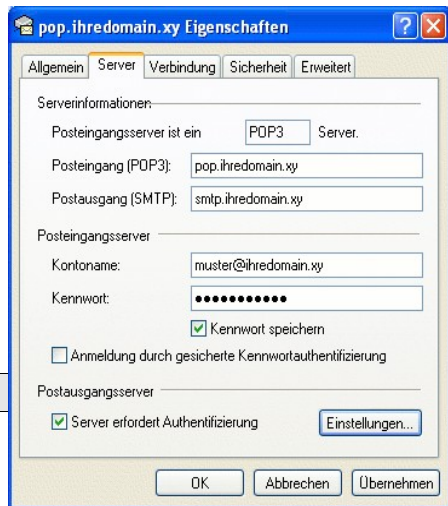 pop.ihredomain.xy Eigenschaften
Allgemein Server Verbindung Sicherheit Erweitert
Serverinformationen:
Posteingangsserver ist ein POP3 Server.
Posteingang (POP3): pop.ihredomain.xy
Postausgang (SMTP): smtp.ihredomain.xy
Posteingangsserver
Kontoname: muster@ihredomain.xy
Kennwort: ●●●●●●●●●●●
Kennwort speichern
Anmeldung durch gesicherte Kennwortauthentifizierung
Postausgangsserver
Server erfordert Authentifizierung Einstellungen...
OK Abbrechen Übernehmen